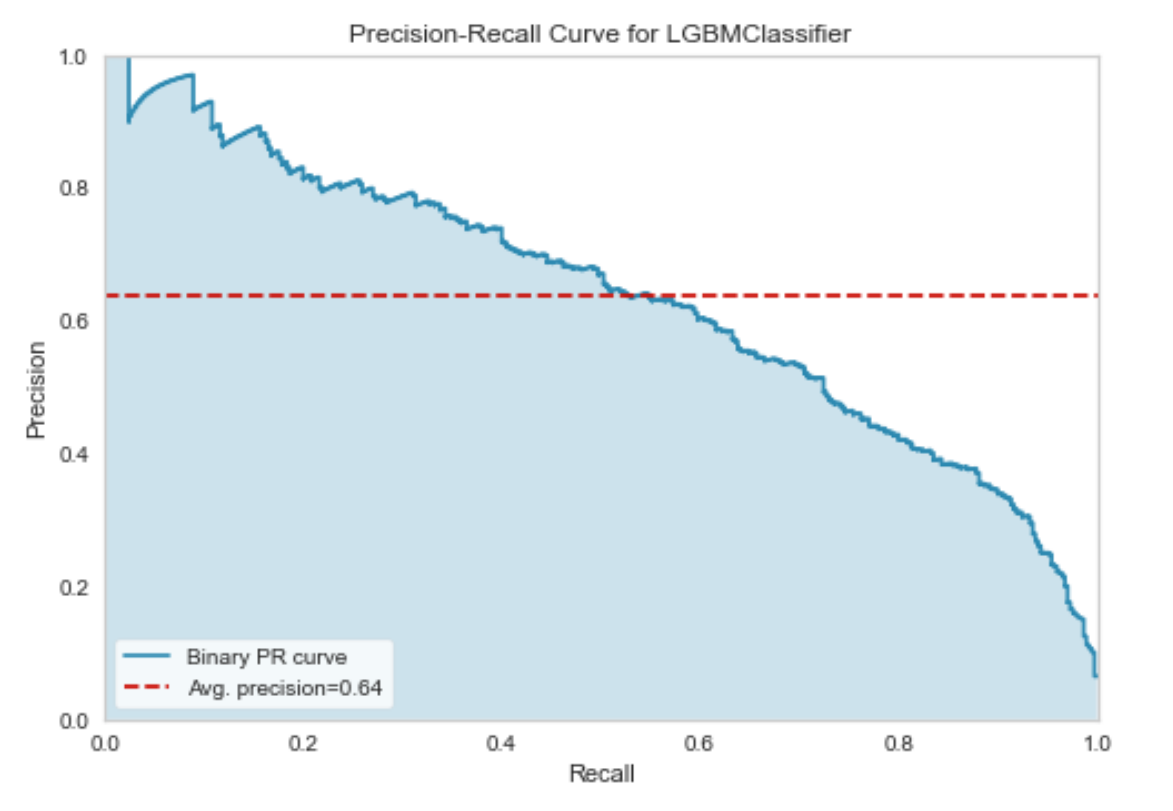 Precision-Recall Curve for LGBMClassifier
1.0
0.8
0.6
0.4
0.2
0.0
Precision
Binary PR curve
Avg. precision=0.64
0.0 0.2 0.4 0.6 0.8 1.0
Recall